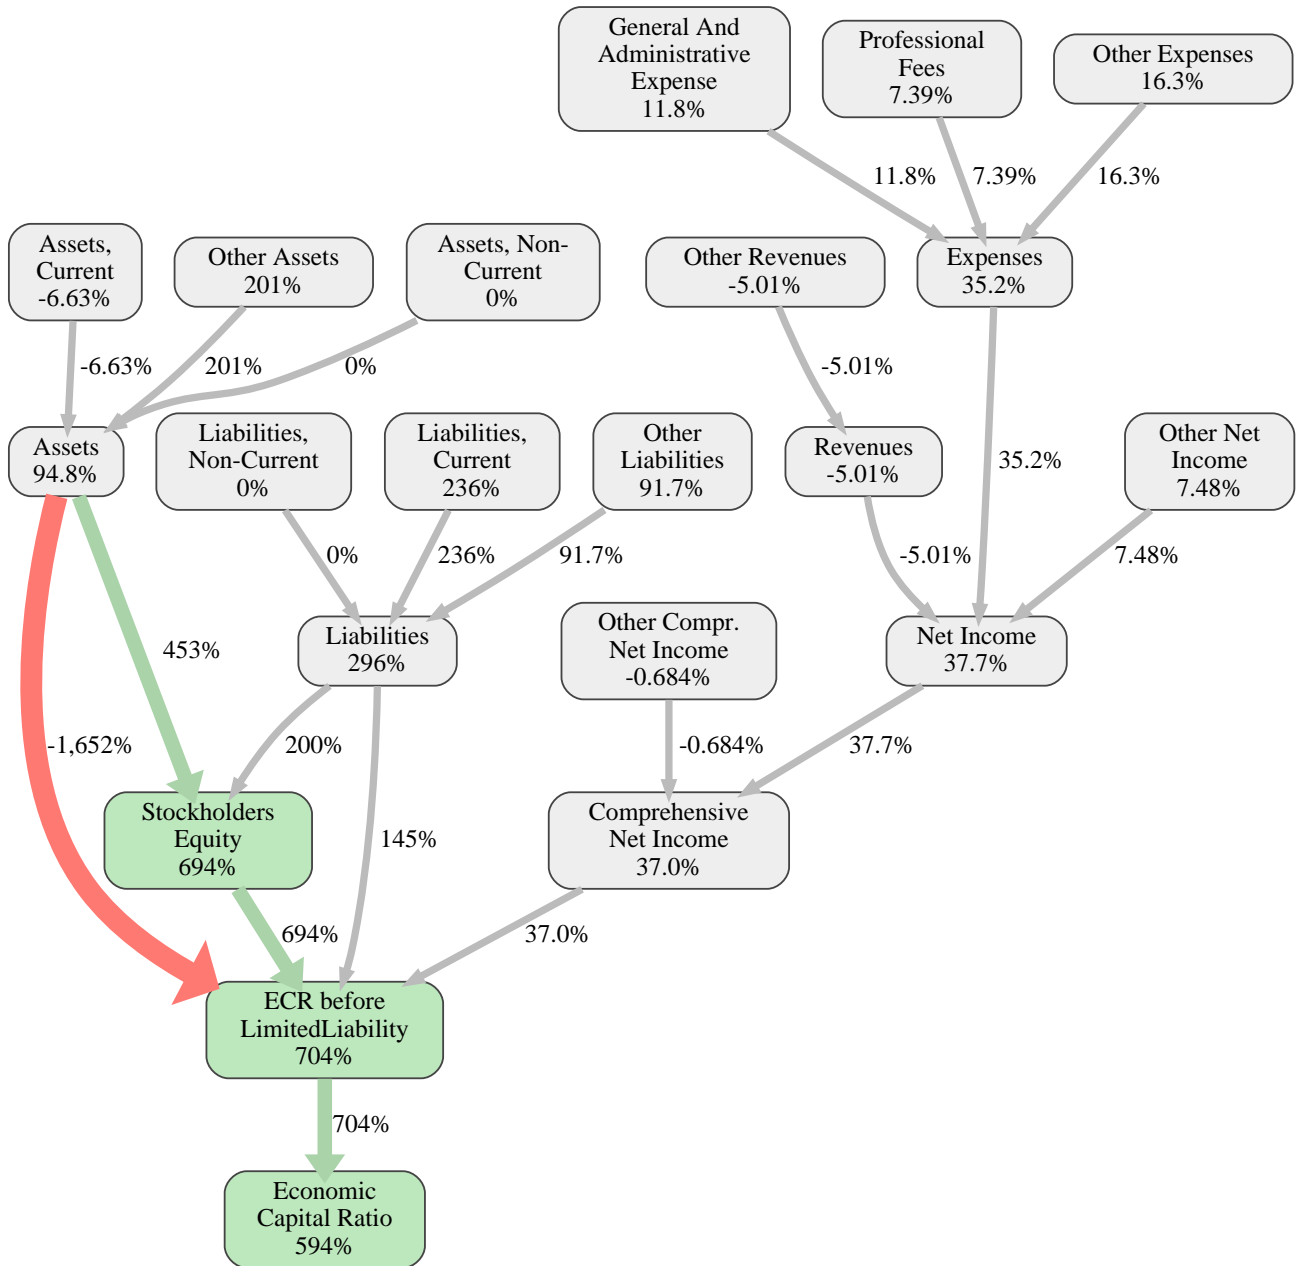 General And
Administrative
Expense
11.8%
Professional
Fees
7.39%
Other Expenses
16.3%
11.8%
7.39%
16.3%
Assets,
Current
-6.63%
Other Assets
201%
Assets, Non-
Current
0%
Other Revenues
-5.01%
Expenses
35.2%
-6.63%
201%
0%
-5.01%
Assets
94.8%
Liabilities,
Non-Current
0%
Liabilities,
Current
236%
Other
Liabilities
91.7%
Revenues
-5.01%
35.2%
Other Net
Income
7.48%
0%
236%
91.7%
-5.01%
7.48%
453%
Liabilities
296%
Other Compr.
Net Income
-0.684%
Net Income
37.7%
-1,652%
200%
-0.684%
37.7%
Stockholders
Equity
694%
145%
Comprehensive
Net Income
37.0%
694%
37.0%
ECR before
LimitedLiability
704%
704%
Economic
Capital Ratio
594%